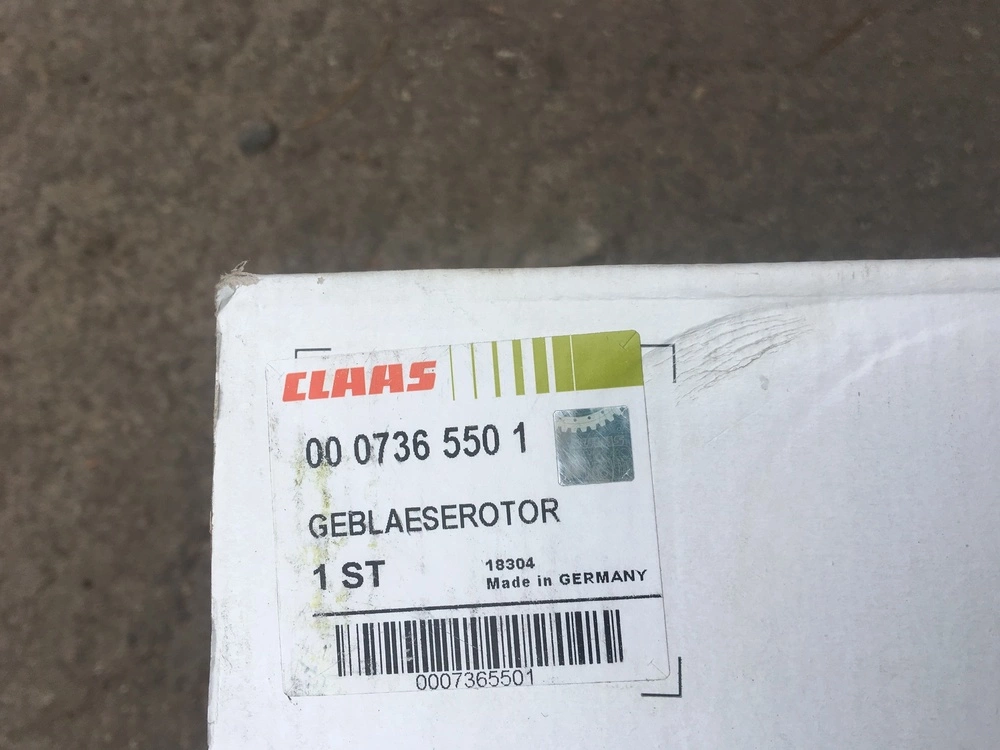 CLAAS
00 0736 550 1
GEBLAESEROTOR
1 ST
18304
Made in GERMANY
0007365501